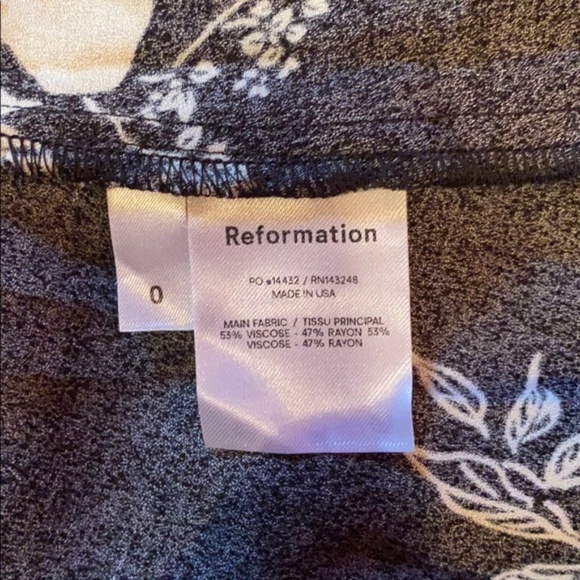 Reformation
PO #14432 / RN143248
MADE IN USA
MAIN FABRIC / TISSU PRINCIPAL
53% VISCOSE - 47% RAYON 53%
VISCOSE - 47% RAYON
0